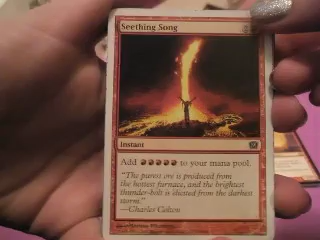 Seething Song
Instant
Add to your mana pool.
"The purest ore is produced from
the hottest furnace, and the brightest
thunder-bolt is elicited from the darkest
storm."
—Charles Colton